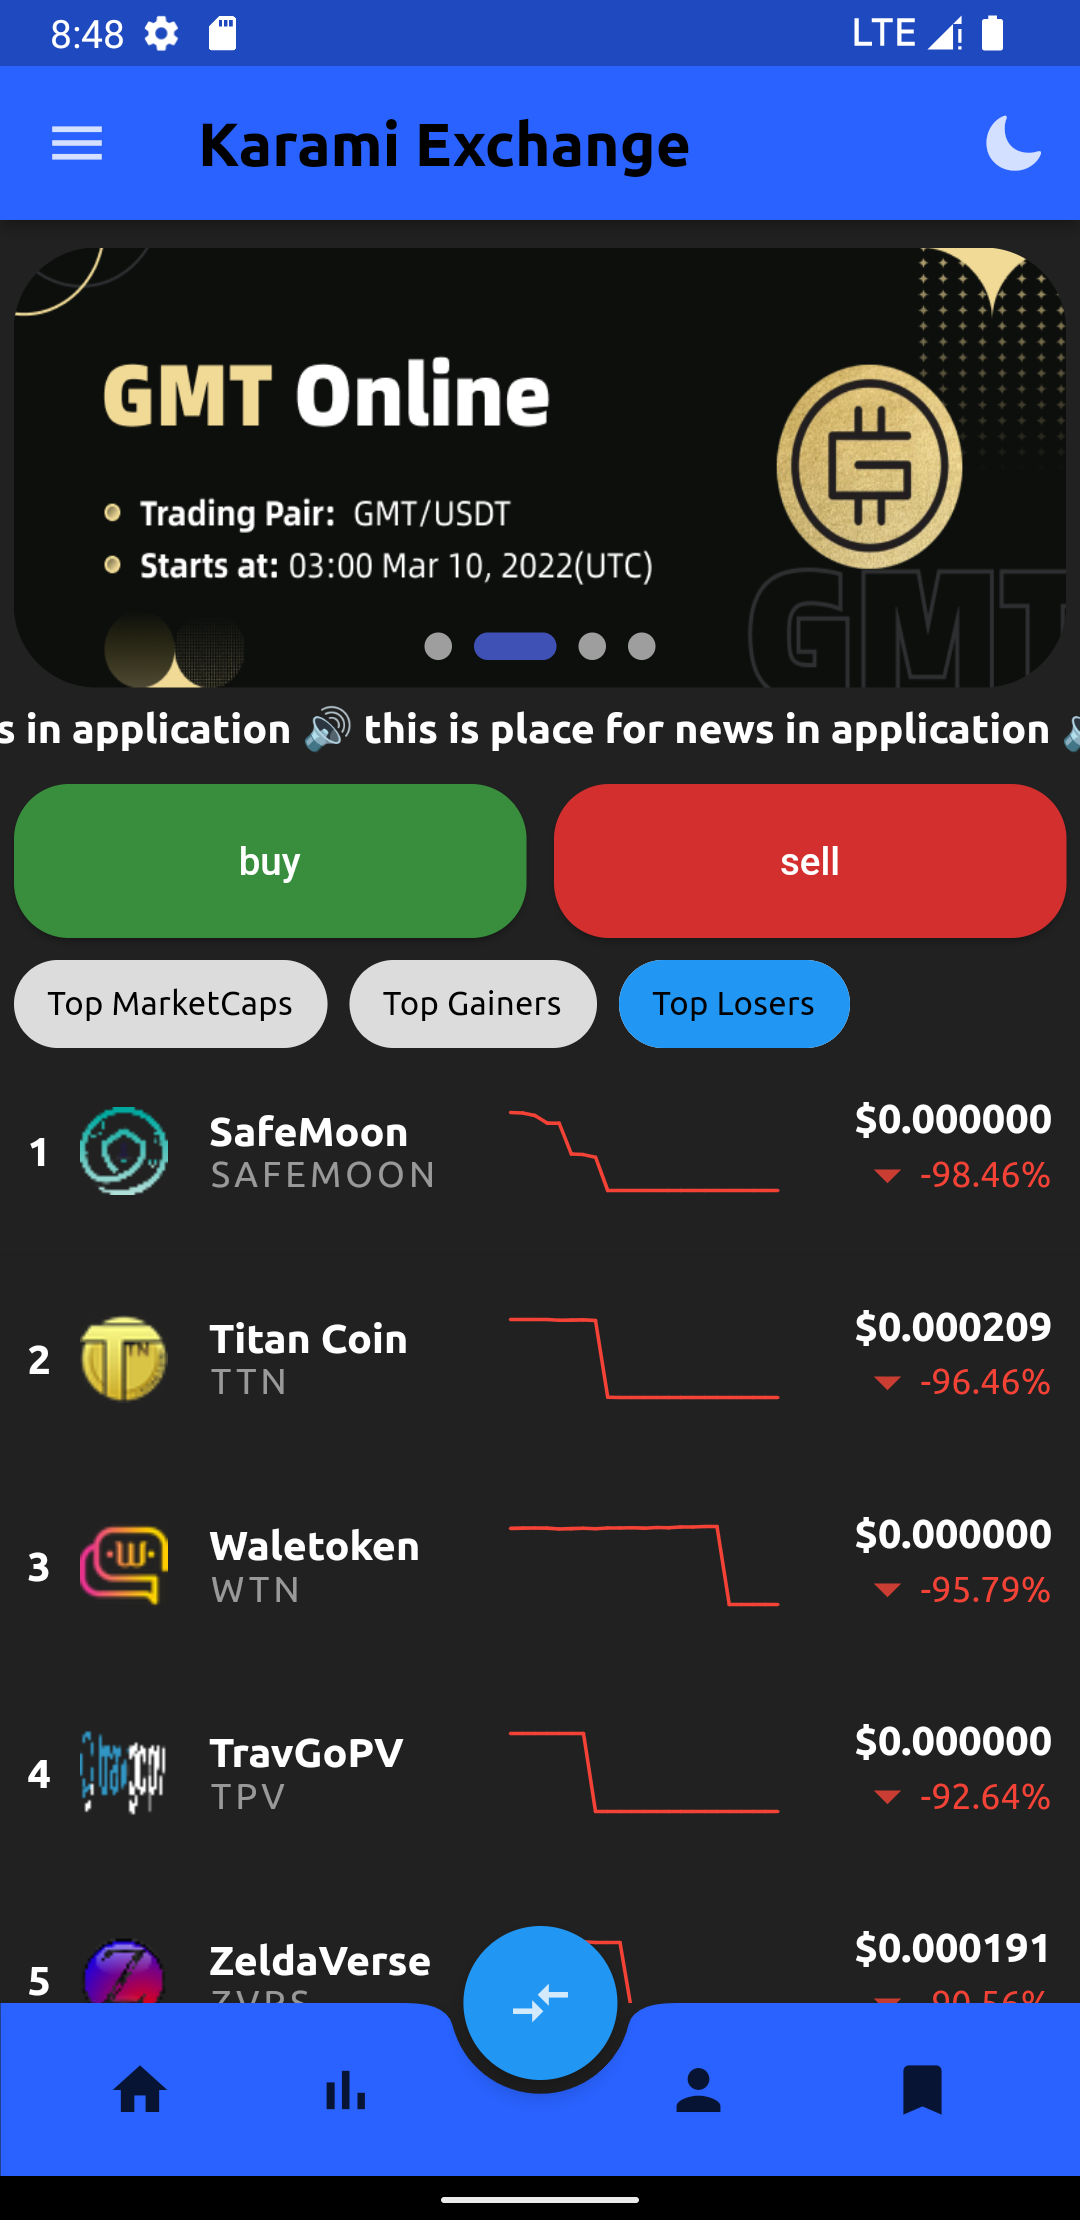 8:48
LTE
Karami Exchange
GMT Online
Trading Pair: GMT/USDT
Starts at: 03:00 Mar 10, 2022(UTC)
GMT
s in application 🔊 this is place for news in application
buy
sell
Top MarketCaps
Top Gainers
Top Losers
1
SafeMoon
SAFEMOON
$0.000000
-98.46%
2
Titan Coin
TTN
$0.000209
-96.46%
3
Waletoken
WTN
$0.000000
-95.79%
4
TravGoPV
TPV
$0.000000
-92.64%
5
ZeldaVerse
$0.000191
-90.56%